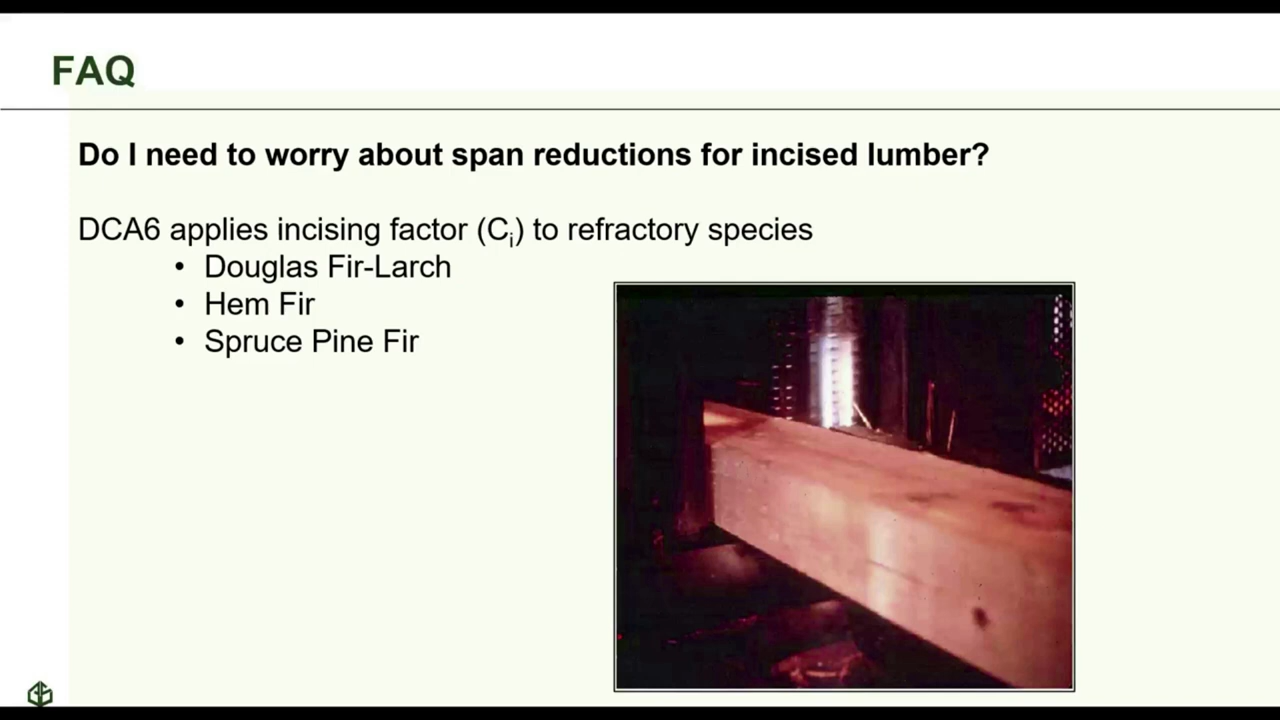 FAQ
Do I need to worry about span reductions for incised lumber?
DCA6 applies incising factor (Ci) to refractory species
• Douglas Fir-Larch
• Hem Fir
• Spruce Pine Fir